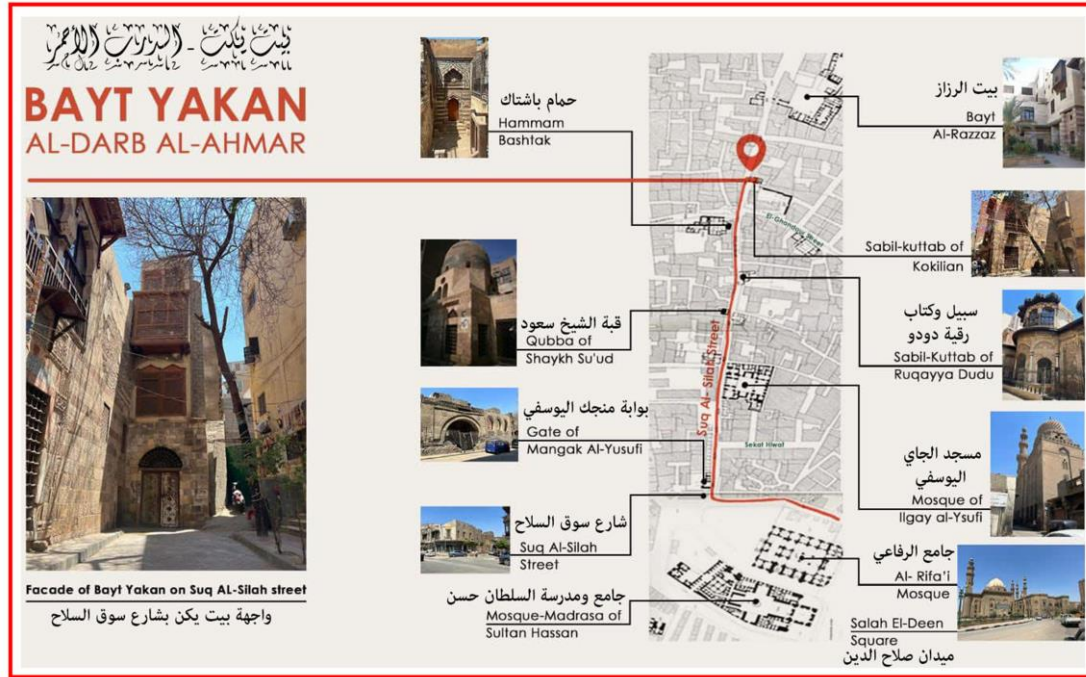 بيت يكن - الدرب الأحمر
BAYT YAKAN
AL-DARB AL-AHMAR
Facade of Bayt Yakan on Suq AL-Silah street
واجهة بيت يكن بشارع سوق السلاح
حمام باشتاك
Hammam
Bashtak
قبة الشيخ سعود
Qubba of
Shaykh Su'ud
بوابة منجك اليوسفي
Gate of
Mangak Al-Yusufi
شارع سوق السلاح
Suq Al-Silah
Street
جامع ومدرسة السلطان حسن
Mosque-Madrasa of
Sultan Hassan
El-Ghandour Street
Suq Al- Silah Street
Sekat Hlwat
بيت الرزاز
Bayt
Al-Razzaz
Sabil-kuttab of
Kokilian
سبيل وكتاب
رقية دودو
Sabil-Kuttab of
Ruqayya Dudu
مسجد الجاي
اليوسفي
Mosque of
Ilgay al-Ysufi
جامع الرفاعي
Al- Rifa'i
Mosque
Salah El-Deen
Square
ميدان صلاح الدين